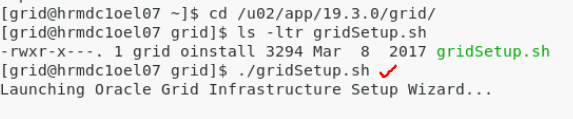 [grid@hrmdc1oel07 ~]$ cd /u02/app/19.3.0/grid/
[grid@hrmdc1oel07 grid]$ ls -ltr gridSetup.sh
-rwxr-x---. 1 grid oinstall 3294 Mar  8  2017 gridSetup.sh
[grid@hrmdc1oel07 grid]$ ./gridSetup.sh
Launching Oracle Grid Infrastructure Setup Wizard...